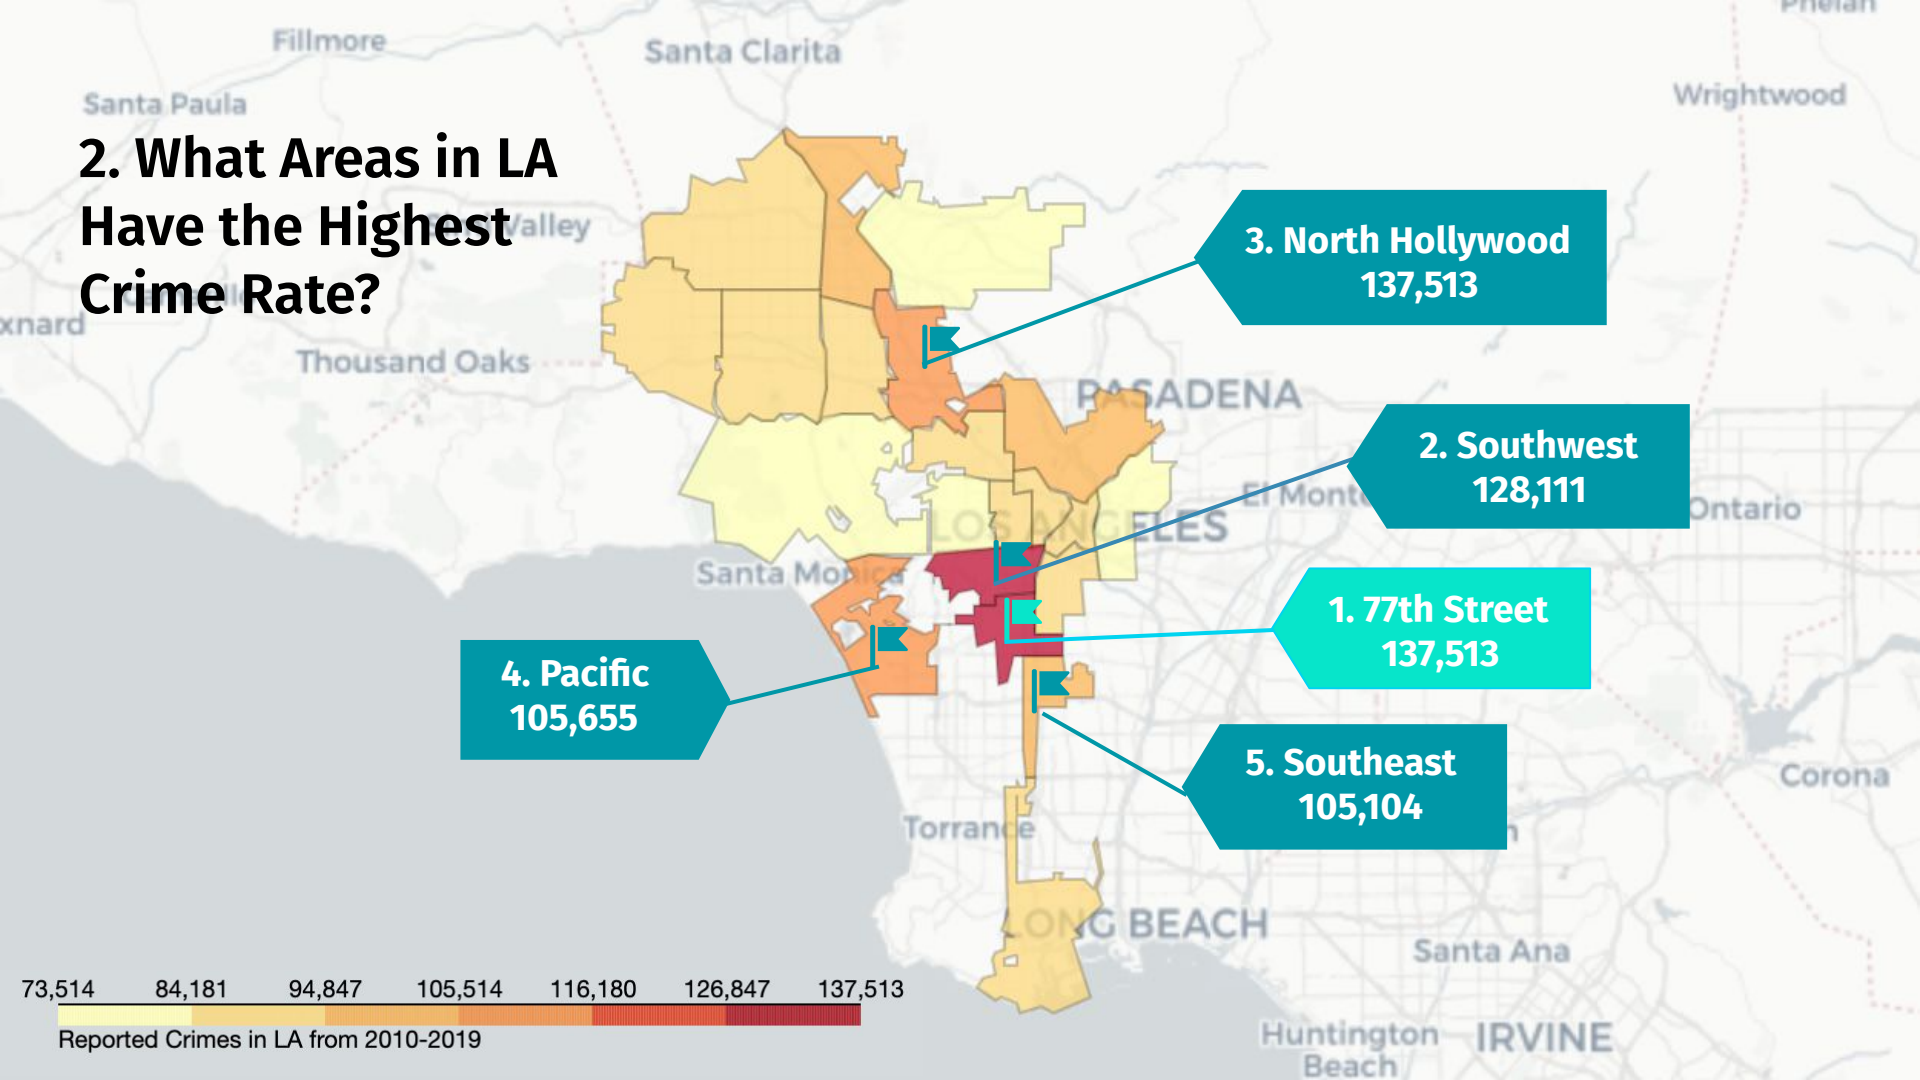 Phelan
Fillmore
Santa Clarita
Santa Paula
Wrightwood
2. What Areas in LA
Have the Highest
Crime Rate?
Valley
xnard
Thousand Oaks
3. North Hollywood
137,513
PASADENA
2. Southwest
128,111
El Monte
Ontario
LOS ANGELES
Santa Monica
1. 77th Street
137,513
4. Pacific
105,655
5. Southeast
105,104
Corona
Torrance
n
LONG BEACH
Santa Ana
73,514 84,181 94,847 105,514 116,180 126,847 137,513
Reported Crimes in LA from 2010-2019
Huntington
Beach
IRVINE